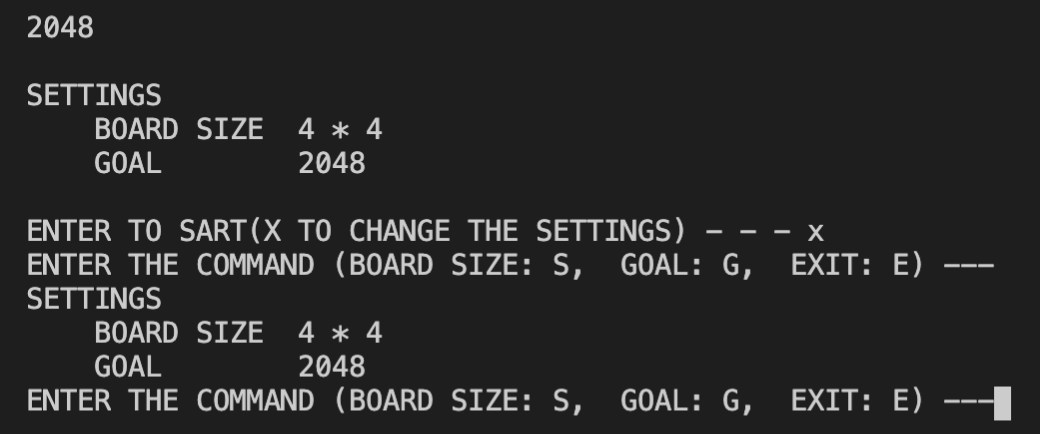 2048
SETTINGS
BOARD SIZE 4 * 4
GOAL 2048
ENTER TO SART(X TO CHANGE THE SETTINGS) - - - x
ENTER THE COMMAND (BOARD SIZE: S, GOAL: G, EXIT: E) ---
SETTINGS
BOARD SIZE 4 * 4
GOAL 2048
ENTER THE COMMAND (BOARD SIZE: S, GOAL: G, EXIT: E) ---